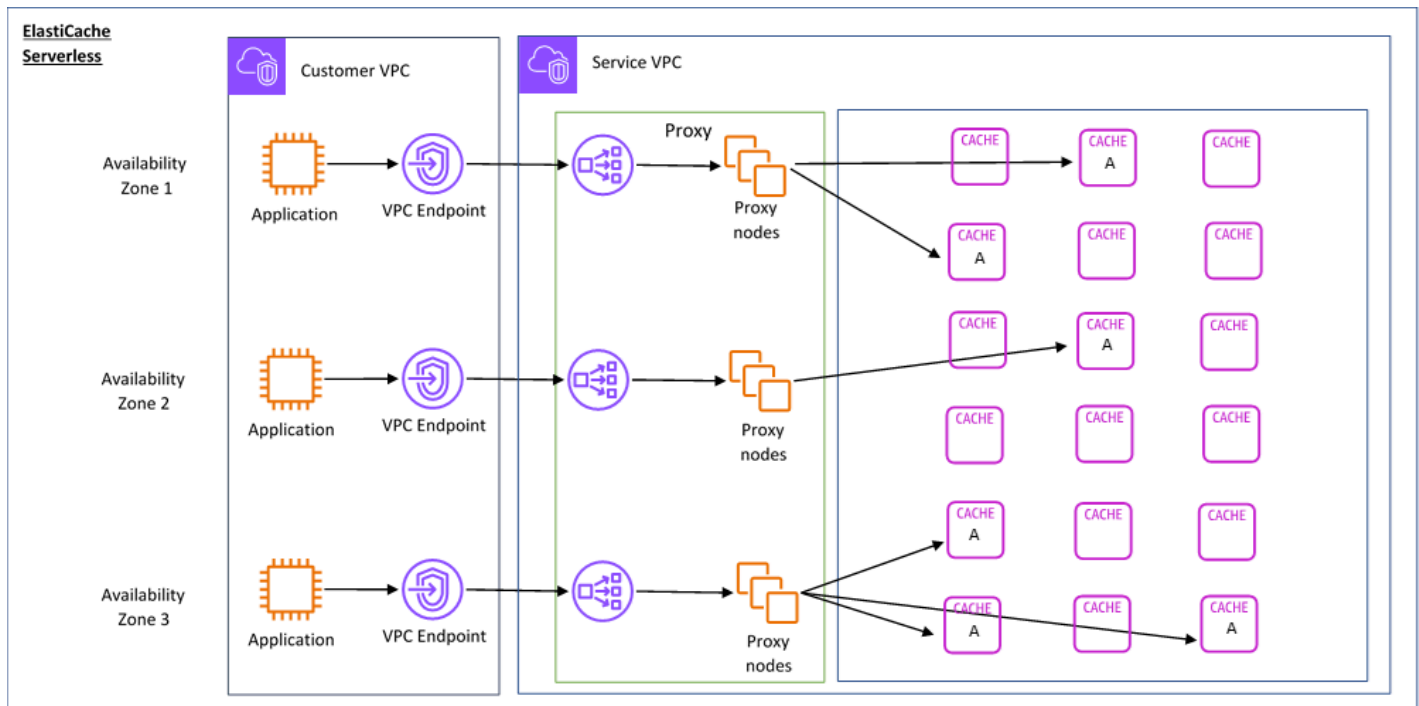 ElastiCache
Serverless
Customer VPC
Service VPC
Availability
Zone 1
Application
VPC Endpoint
Proxy
Proxy
nodes
CACHE
CACHE
A
CACHE
CACHE
A
CACHE
CACHE
Availability
Zone 2
Application
VPC Endpoint
Proxy
nodes
CACHE
CACHE
A
CACHE
CACHE
CACHE
CACHE
Availability
Zone 3
Application
VPC Endpoint
Proxy
nodes
CACHE
A
CACHE
CACHE
CACHE
A
CACHE
CACHE
A